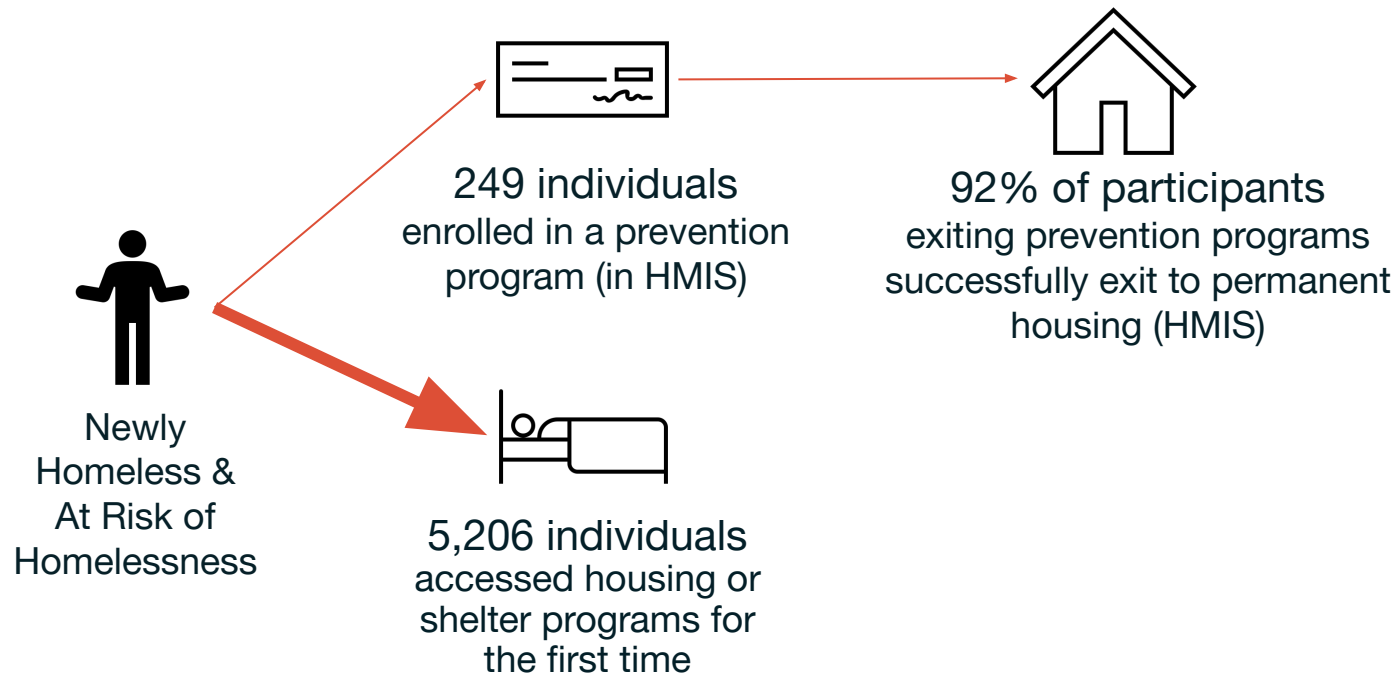 249 individuals
enrolled in a prevention
program (in HMIS)
92% of participants
exiting prevention programs
successfully exit to permanent
housing (HMIS)
Newly
Homeless &
At Risk of
Homelessness
5,206 individuals
accessed housing or
shelter programs for
the first time